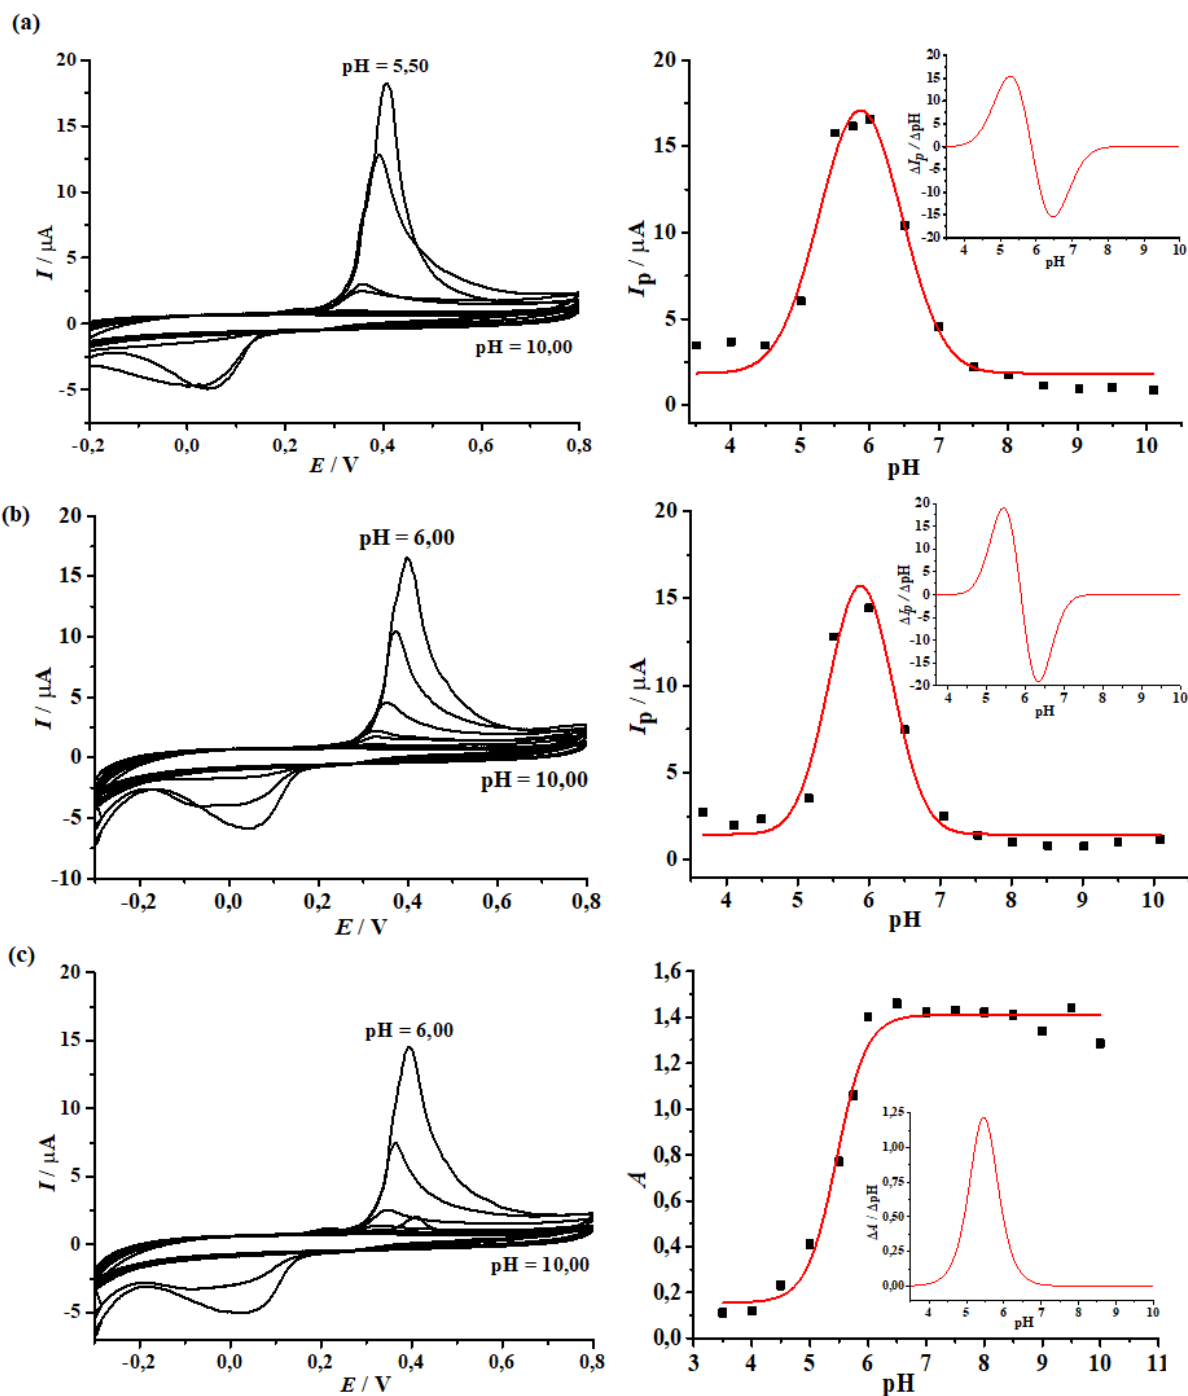 (a)
20
15
10
5
0
-5
I / µA
pH = 5,50
pH = 10,00
-0,2 0,0 0,2 0,4 0,6 0,8
E / V
20
15
10
5
0
Ip / µA
4 5 6 7 8 9 10
pH
20
15
10
5
0
-5
-10
-15
-20
ΔIp / ΔpH
4 5 6 7 8 9 10
pH
(b)
20
15
10
5
0
-5
-10
I / µA
pH = 6,00
pH = 10,00
-0,2 0,0 0,2 0,4 0,6 0,8
E / V
20
15
10
5
0
Ip / µA
4 5 6 7 8 9 10
pH
20
15
10
5
0
-5
-10
-15
-20
ΔIp / ΔpH
4 5 6 7 8 9 10
pH
(c)
20
15
10
5
0
-5
I / µA
pH = 6,00
pH = 10,00
-0,2 0,0 0,2 0,4 0,6 0,8
E / V
1,6
1,4
1,2
1,0
0,8
0,6
0,4
0,2
0,0
A
3 4 5 6 7 8 9 10 11
pH
1,25
1,00
0,75
0,50
0,25
0,00
ΔA / ΔpH
4 5 6 7 8 9 10
pH